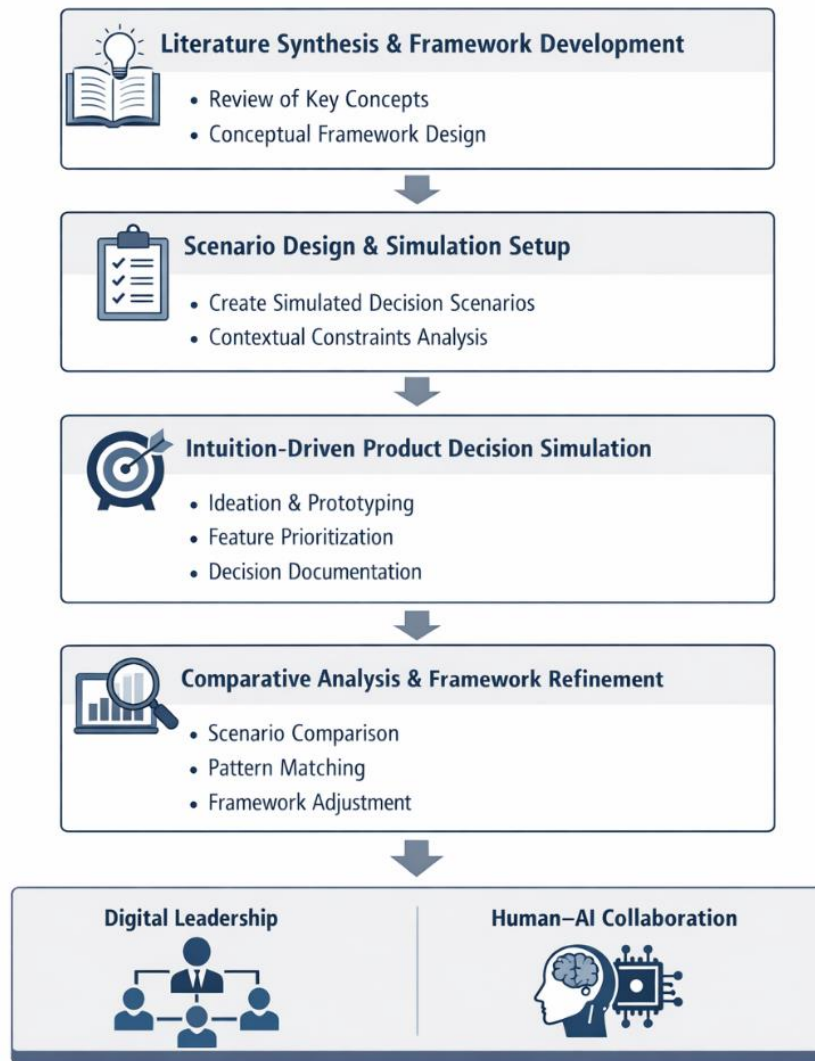 Literature Synthesis & Framework Development
• Review of Key Concepts
• Conceptual Framework Design
Scenario Design & Simulation Setup
• Create Simulated Decision Scenarios
• Contextual Constraints Analysis
Intuition-Driven Product Decision Simulation
• Ideation & Prototyping
• Feature Prioritization
• Decision Documentation
Comparative Analysis & Framework Refinement
• Scenario Comparison
• Pattern Matching
• Framework Adjustment
Digital Leadership
Human–AI Collaboration